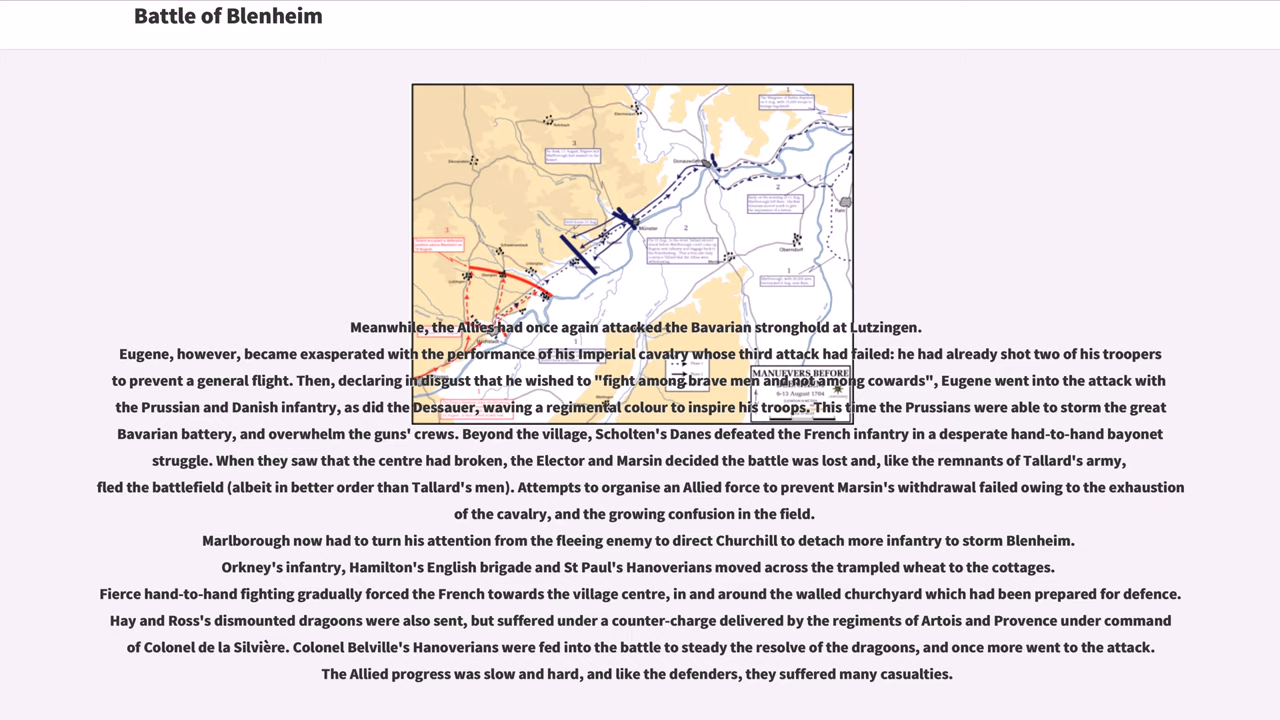 Battle of Blenheim
Donauwörth
Rain
Münster
Oberndorf
MANUEVERS BEFORE
6-13 August 1704
Meanwhile, the Allies had once again attacked the Bavarian stronghold at Lutzingen.
Eugene, however, became exasperated with the performance of his Imperial cavalry whose third attack had failed: he had already shot two of his troopers
to prevent a general flight. Then, declaring in disgust that he wished to "fight among brave men and not among cowards", Eugene went into the attack with
the Prussian and Danish infantry, as did the Dessauer, waving a regimental colour to inspire his troops. This time the Prussians were able to storm the great
Bavarian battery, and overwhelm the guns' crews. Beyond the village, Scholten's Danes defeated the French infantry in a desperate hand-to-hand bayonet
struggle. When they saw that the centre had broken, the Elector and Marsin decided the battle was lost and, like the remnants of Tallard's army,
fled the battlefield (albeit in better order than Tallard's men). Attempts to organise an Allied force to prevent Marsin's withdrawal failed owing to the exhaustion
of the cavalry, and the growing confusion in the field.
Marlborough now had to turn his attention from the fleeing enemy to direct Churchill to detach more infantry to storm Blenheim.
Orkney's infantry, Hamilton's English brigade and St Paul's Hanoverians moved across the trampled wheat to the cottages.
Fierce hand-to-hand fighting gradually forced the French towards the village centre, in and around the walled churchyard which had been prepared for defence.
Hay and Ross's dismounted dragoons were also sent, but suffered under a counter-charge delivered by the regiments of Artois and Provence under command
of Colonel de la Silvière. Colonel Belville's Hanoverians were fed into the battle to steady the resolve of the dragoons, and once more went to the attack.
The Allied progress was slow and hard, and like the defenders, they suffered many casualties.